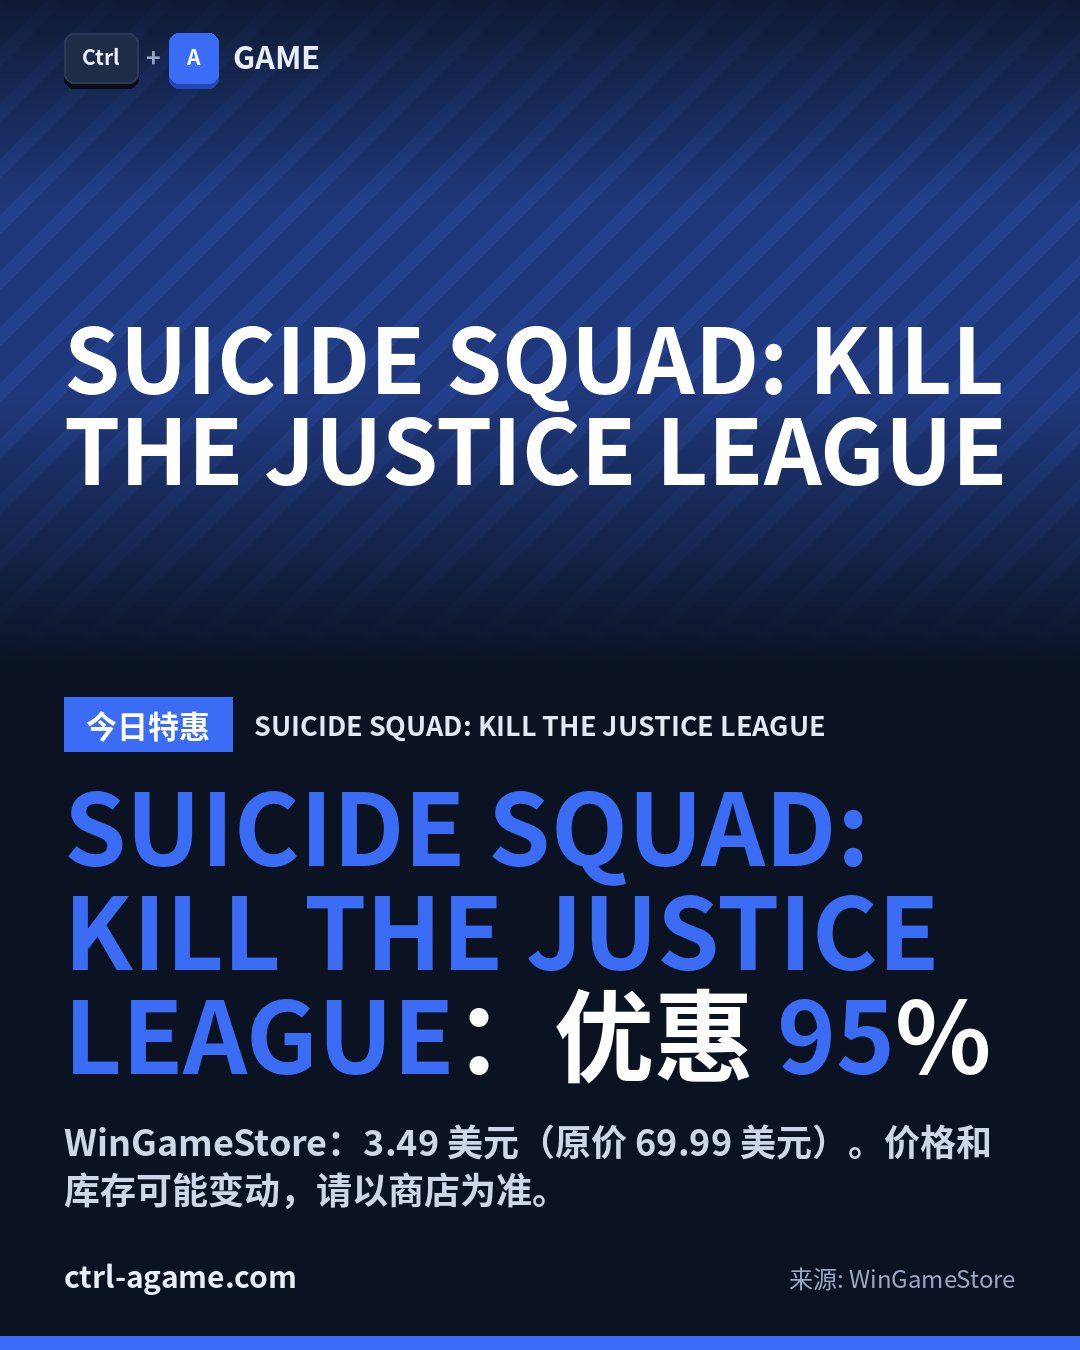 Ctrl + A GAME
SUICIDE SQUAD: KILL
THE JUSTICE LEAGUE
今日特惠 SUICIDE SQUAD: KILL THE JUSTICE LEAGUE
SUICIDE SQUAD:
KILL THE JUSTICE
LEAGUE：优惠 95%
WinGameStore：3.49 美元（原价 69.99 美元）。价格和
库存可能变动，请以商店为准。
ctrl-agame.com 来源: WinGameStore